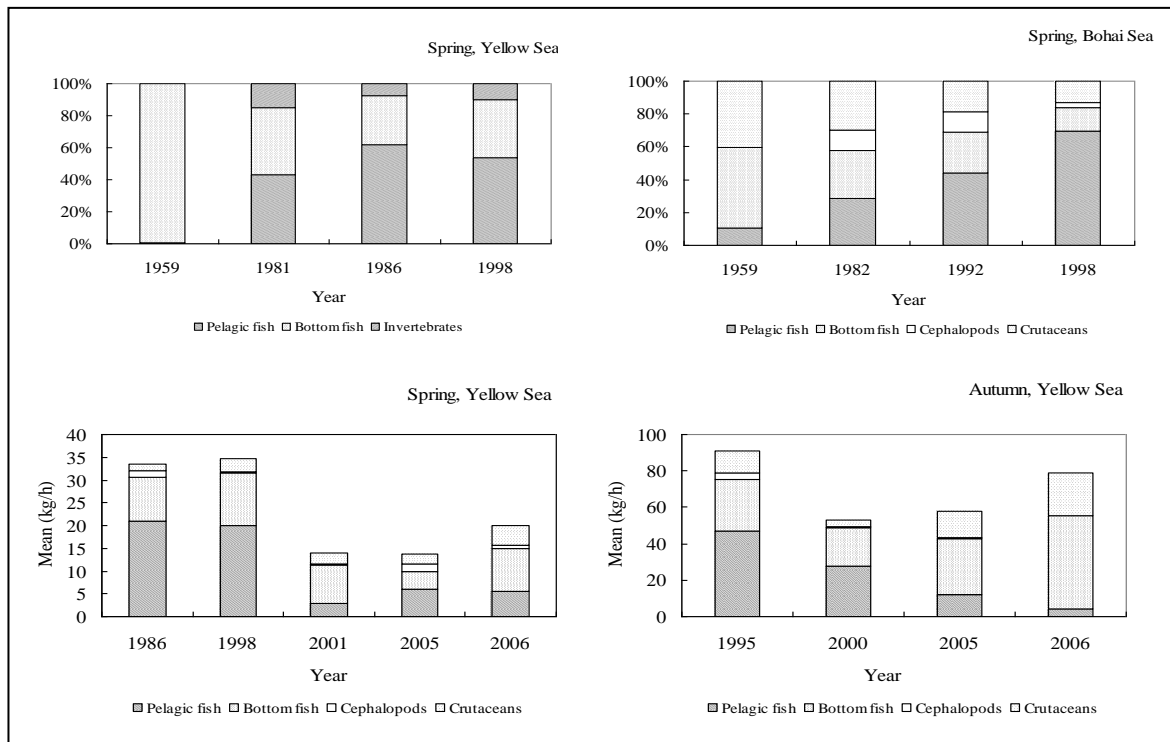 Spring, Yellow Sea
100%
80%
60%
40%
20%
0%
1959 1981 1986 1998
Year
Pelagic fish Bottom fish Invertebrates
Spring, Bohai Sea
100%
80%
60%
40%
20%
0%
1959 1982 1992 1998
Year
Pelagic fish Bottom fish Cephalopods Crutaceans
Spring, Yellow Sea
Mean (kg/h)
40
35
30
25
20
15
10
5
0
1986 1998 2001 2005 2006
Year
Pelagic fish Bottom fish Cephalopods Crutaceans
Autumn, Yellow Sea
Mean (kg/h)
100
80
60
40
20
0
1995 2000 2005 2006
Year
Pelagic fish Bottom fish Cephalopods Crutaceans